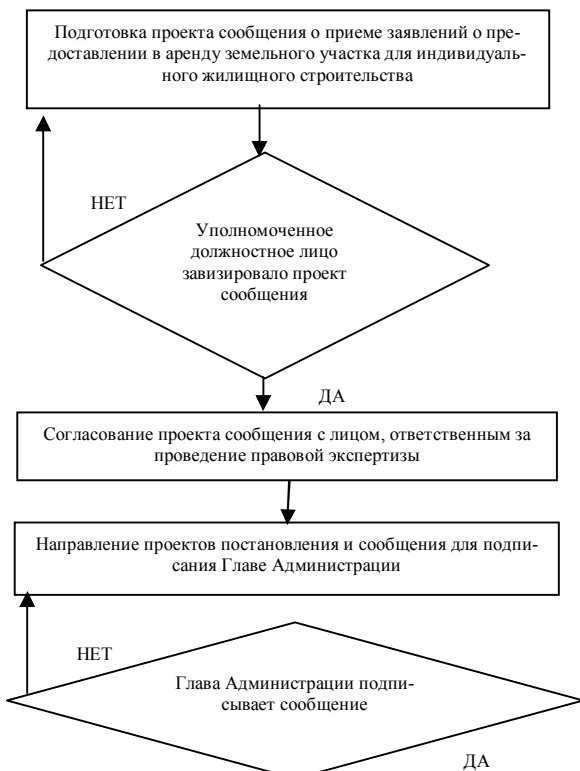 Подготовка проекта сообщения о приеме заявлений о пре-
доставлении в аренду земельного участка для индивидуаль-
ного жилищного строительства
НЕТ
Уполномоченное
должностное лицо
завизировало проект
сообщения
ДА
Согласование проекта сообщения с лицом, ответственным за
проведение правовой экспертизы
Направление проектов постановления и сообщения для подпи-
сания Главе Администрации
НЕТ
Глава Администрации подпи-
сывает сообщение
ДА